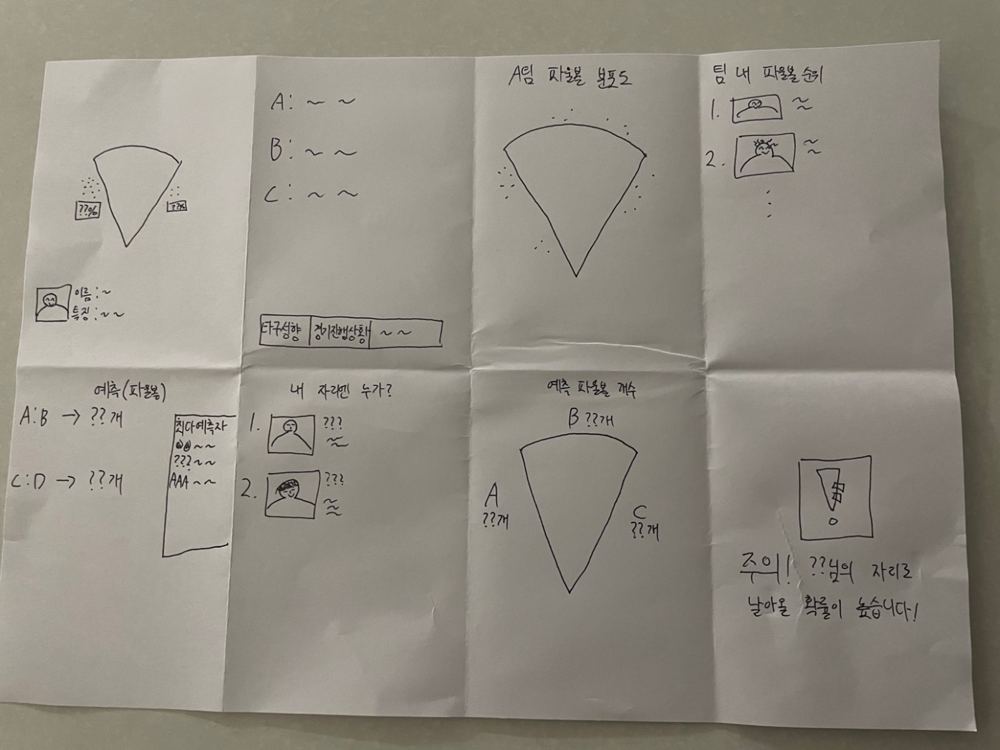 ??%
??%
이름 : ~
특징 : ~ ~
A : ~ ~
B : ~ ~
C : ~ ~
타구성향 경기진행상황 ~ ~
A팀 파울볼 분포도
팀 내 파울볼 순위
1. ~
~
2. ~
~
예측(파울볼)
A:B → ??개
C:D → ??개
최다예측자
~ ~
??? ~ ~
AAA ~ ~
내 자리엔 누가?
1. ???
2. ???
예측 파울볼 개수
B ??개
A
??개
C
??개
주의! ??님의 자리로
날아올 확률이 높습니다!